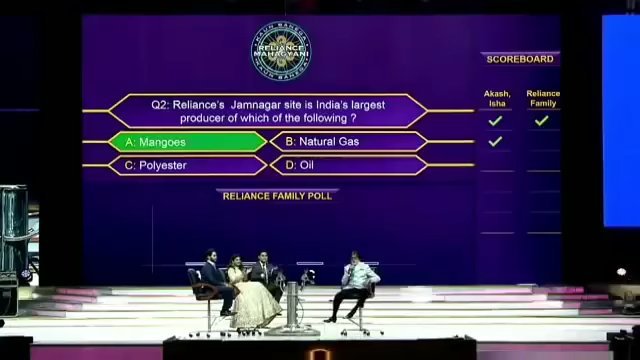 KAUN BANEGA
RELIANCE
MAHAGYANI
KAUN BANEGA
SCOREBOARD
Akash, Isha
Reliance Family
Q2: Reliance's Jamnagar site is India's largest
producer of which of the following ?
A: Mangoes
B: Natural Gas
C: Polyester
D: Oil
RELIANCE FAMILY POLL